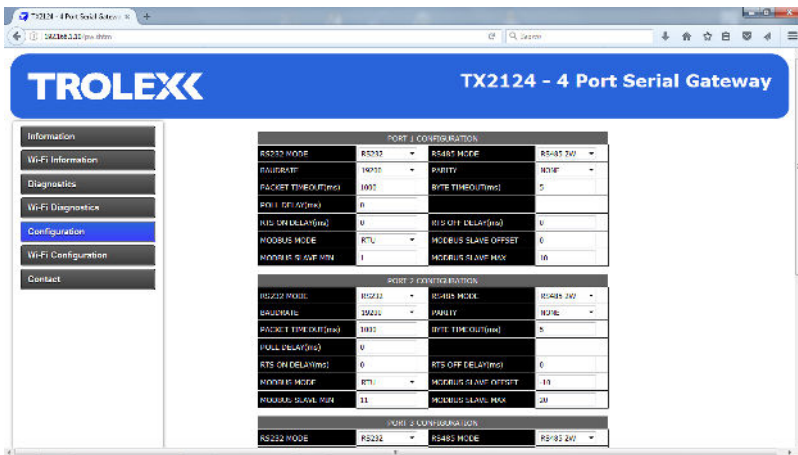 TX2124 - 4 Port Serial Gateway
TROLEX
TX2124 - 4 Port Serial Gateway
Information
Wi-Fi Information
Diagnostics
Wi-Fi Diagnostics
Configuration
Wi-Fi Configuration
Contact
PORT 1 CONFIGURATION
RS232 MODE RS232 RS485 MODE RS485 2W
BAUDRATE 19200 PARITY NONE
PACKET TIMEOUT(ms) 1000 BYTE TIMEOUT(ms) 5
POLL DELAY(ms) 0
RTS ON DELAY(ms) 0 RTS OFF DELAY(ms) 0
MODBUS MODE RTU MODBUS SLAVE OFFSET 0
MODBUS SLAVE MIN 1 MODBUS SLAVE MAX 10
PORT 2 CONFIGURATION
RS232 MODE RS232 RS485 MODE RS485 2W
BAUDRATE 19200 PARITY NONE
PACKET TIMEOUT(ms) 1000 BYTE TIMEOUT(ms) 5
POLL DELAY(ms) 0
RTS ON DELAY(ms) 0 RTS OFF DELAY(ms) 0
MODBUS MODE RTU MODBUS SLAVE OFFSET -10
MODBUS SLAVE MIN 11 MODBUS SLAVE MAX 20
PORT 3 CONFIGURATION
RS232 MODE RS232 RS485 MODE RS485 2W